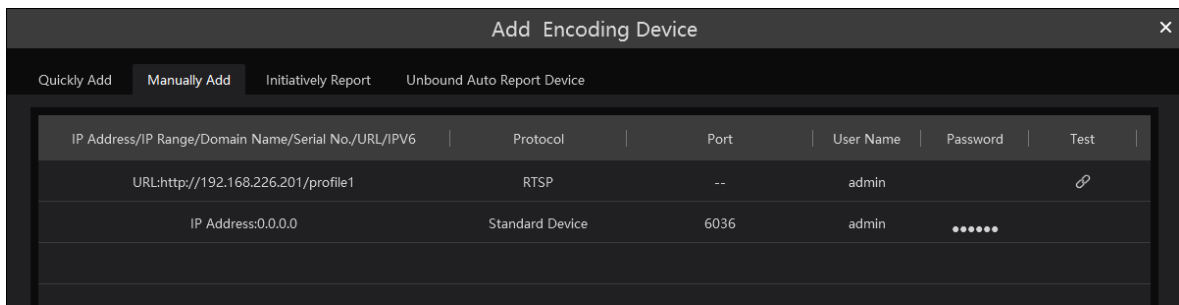 Add Encoding Device
Quickly Add Manually Add Initiatively Report Unbound Auto Report Device
IP Address/IP Range/Domain Name/Serial No./URL/IPV6 Protocol Port User Name Password Test
URL:http://192.168.226.201/profile1 RTSP -- admin
IP Address:0.0.0.0 Standard Device 6036 admin ••••••